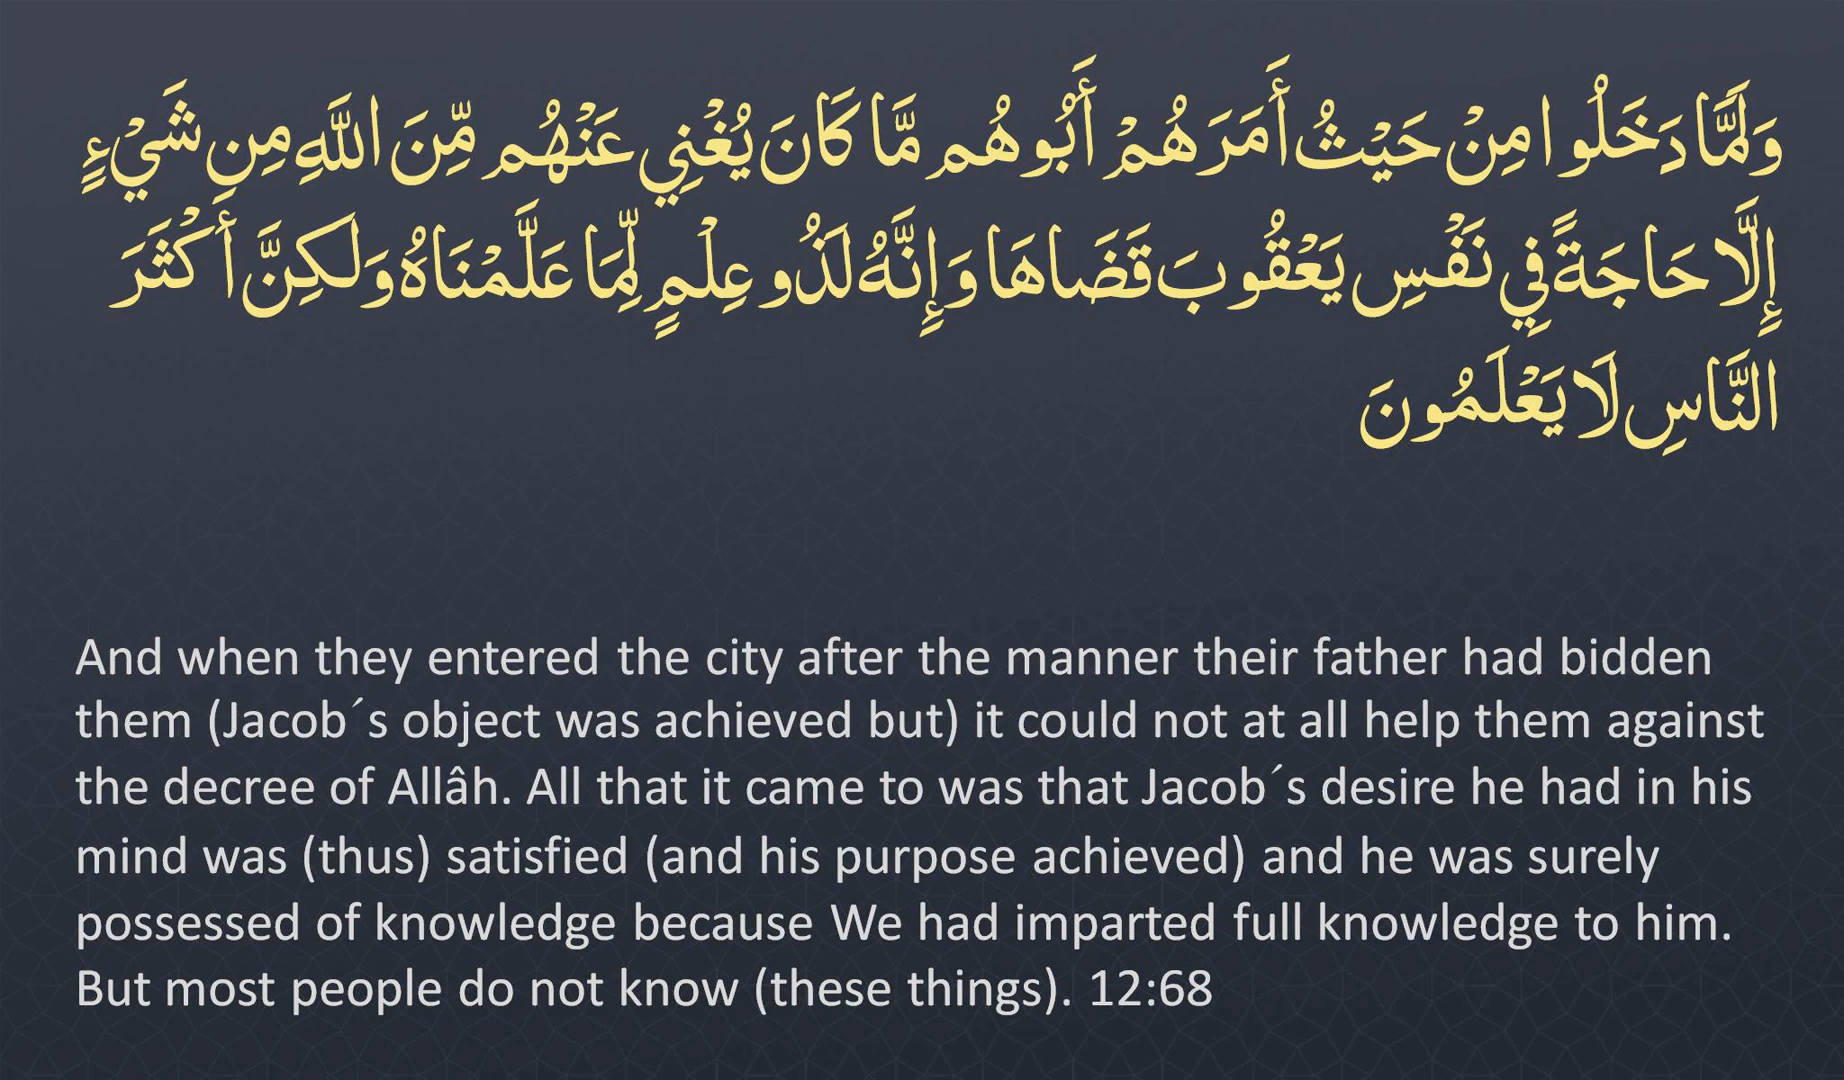 وَلَمَّا دَخَلُوا مِنْ حَيْثُ أَمَرَهُمْ أَبُوهُم مَّا كَانَ يُغْنِي عَنْهُم مِّنَ اللَّهِ مِن شَيْءٍ
إِلَّا حَاجَةً فِي نَفْسِ يَعْقُوبَ قَضَاهَا وَإِنَّهُ لَذُو عِلْمٍ لِّمَا عَلَّمْنَاهُ وَلَكِنَّ أَكْثَرَ
النَّاسِ لَا يَعْلَمُونَ
And when they entered the city after the manner their father had bidden
them (Jacob´s object was achieved but) it could not at all help them against
the decree of Allâh. All that it came to was that Jacob´s desire he had in his
mind was (thus) satisfied (and his purpose achieved) and he was surely
possessed of knowledge because We had imparted full knowledge to him.
But most people do not know (these things). 12:68